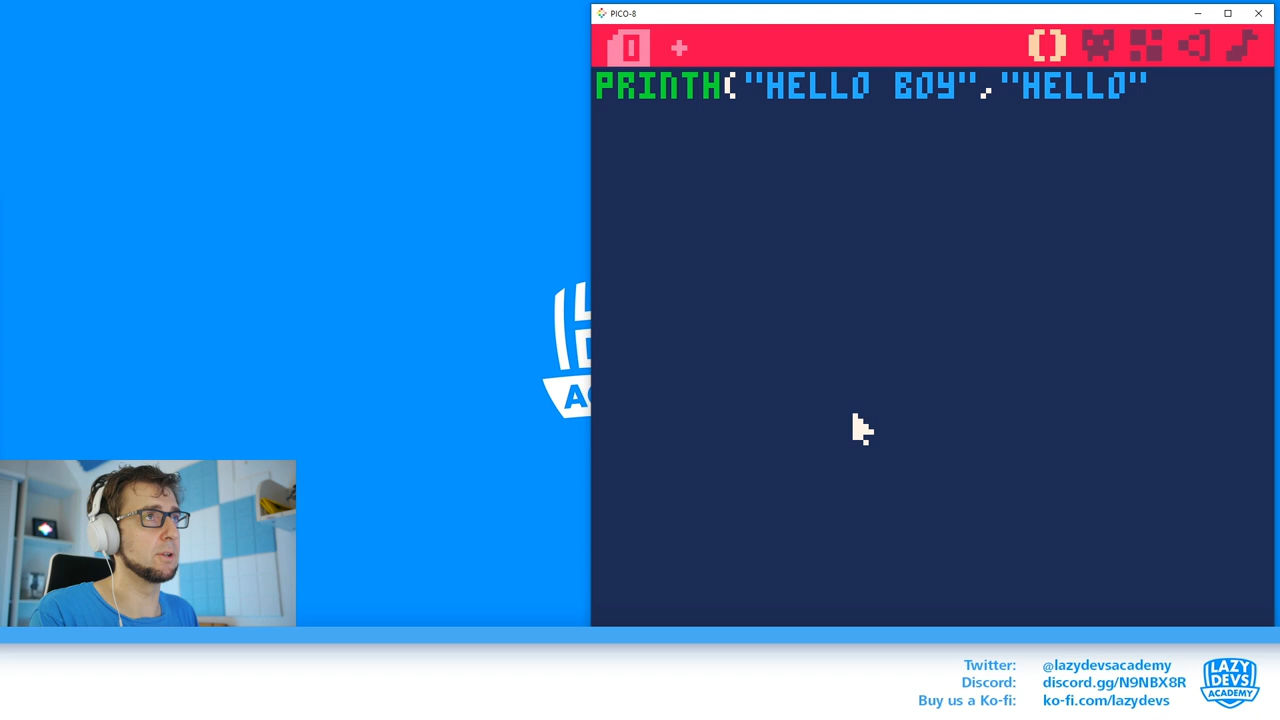 PICO-8
0 +
PRINTH("HELLO BOY","HELLO"
A
Twitter: @lazydevsacademy
Discord: discord.gg/N9NBX8R
Buy us a Ko-fi: ko-fi.com/lazydevs
LAZY
DEVS
ACADEMY